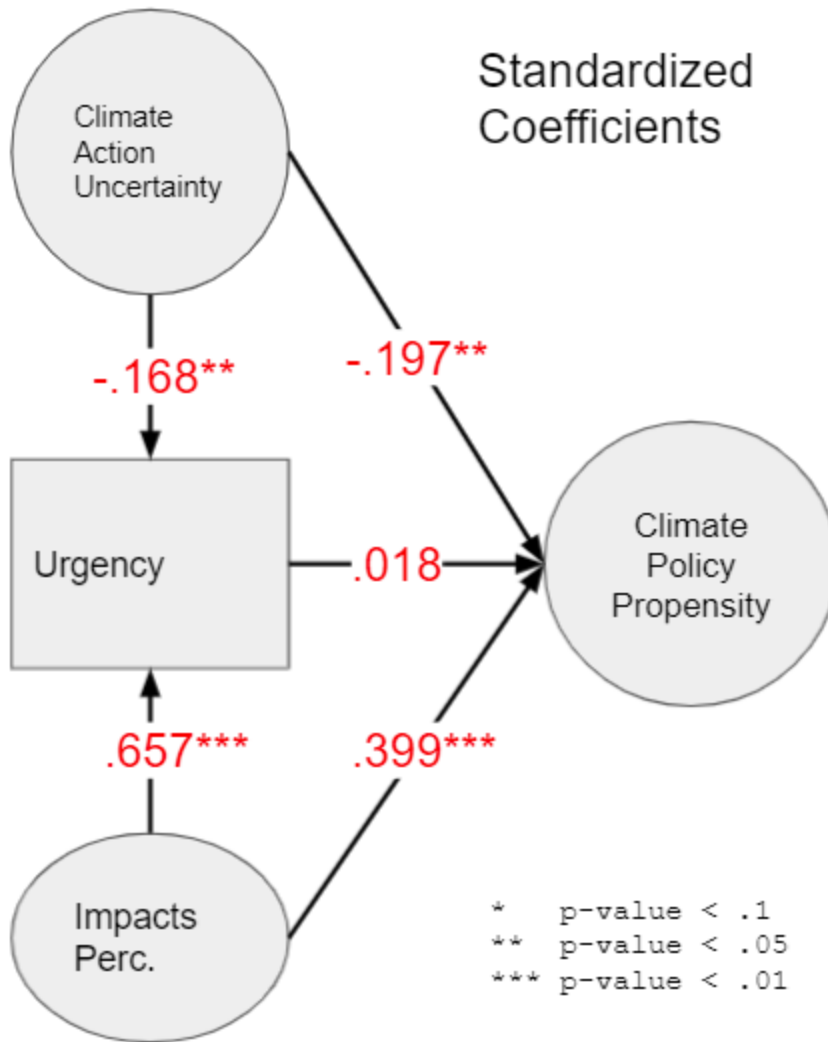 Standardized
Coefficients
Climate
Action
Uncertainty
-.168**
-.197**
Urgency
.018
Climate
Policy
Propensity
.657***
.399***
Impacts
Perc.
* p-value < .1
** p-value < .05
*** p-value < .01